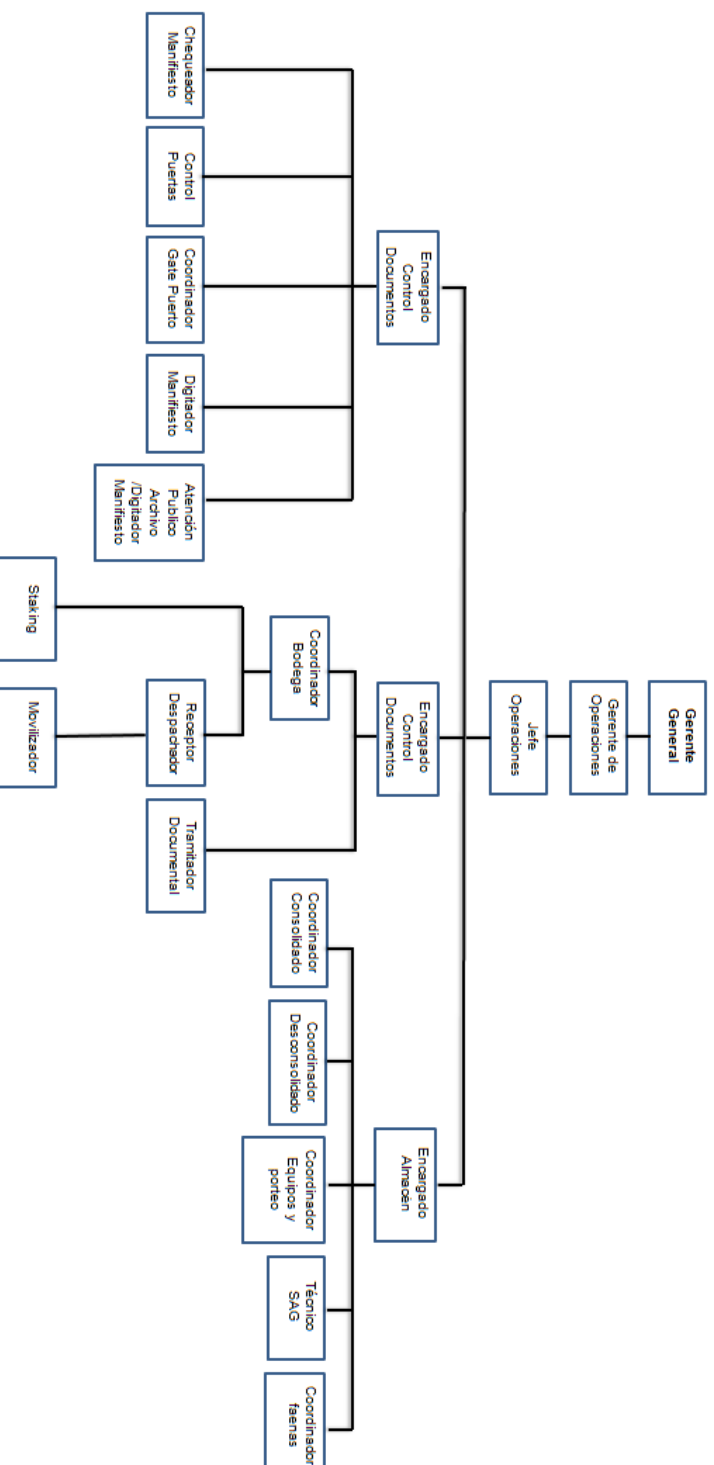 Gerente
General
Gerente de
Operaciones
Jefe
Operaciones
Encargado
Control
Documentos
Encargado
Control
Documentos
Encargado
Almacén
Chequeador
Manifiesto
Control
Puertas
Coordinador
Gate Puerto
Digitador
Manifiesto
Atención
Publico
Archivo
/Digitador
Manifiesto
Coordinador
Bodega
Tramitador
Documental
Receptor
Despachador
Staking
Movilizador
Coordinador
Consolidado
Coordinador
Desconsolidado
Coordinador
Equipos y
porteo
Técnico
SAG
Coordinador
faenas